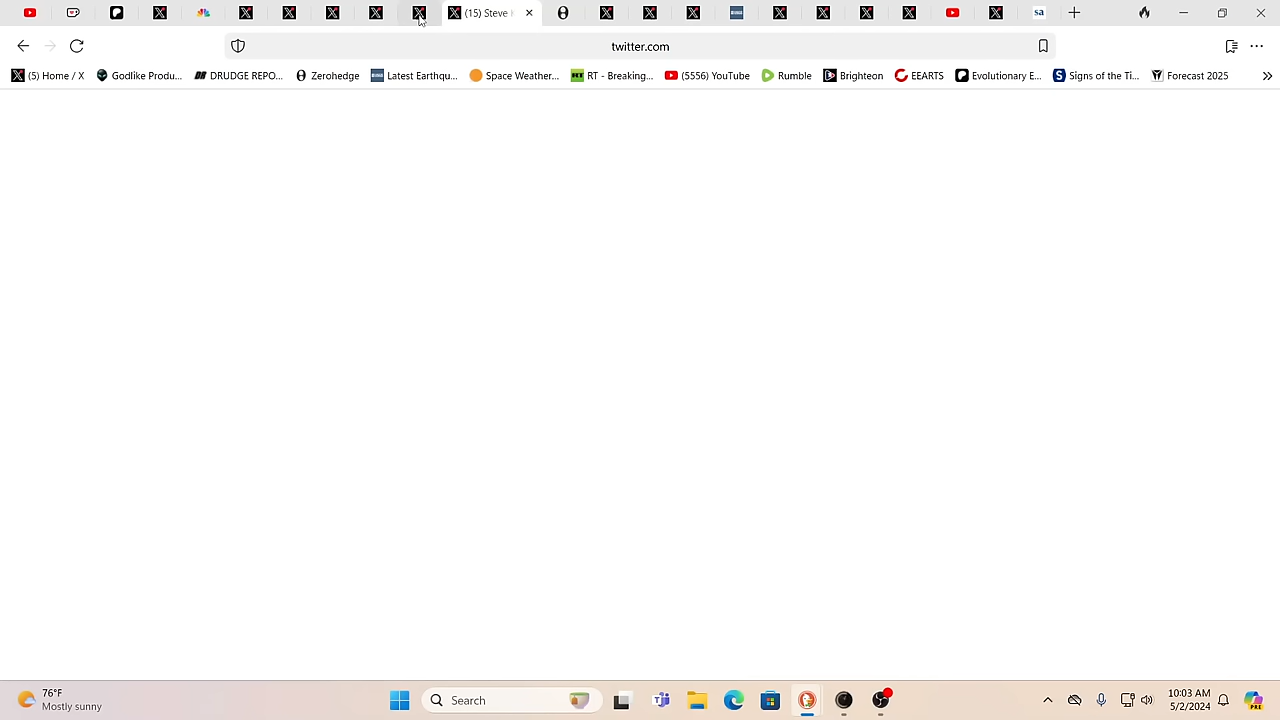 (15) Steve
sa
twitter.com
(5) Home / X
Godlike Produ...
DRUDGE REPO...
Zerohedge
Latest Earthqu...
Space Weather...
RT - Breaking...
(5556) YouTube
Rumble
Brighteon
EEARTS
Evolutionary E...
Signs of the Ti...
Forecast 2025
76°F
Mostly sunny
Search
10:03 AM
5/2/2024